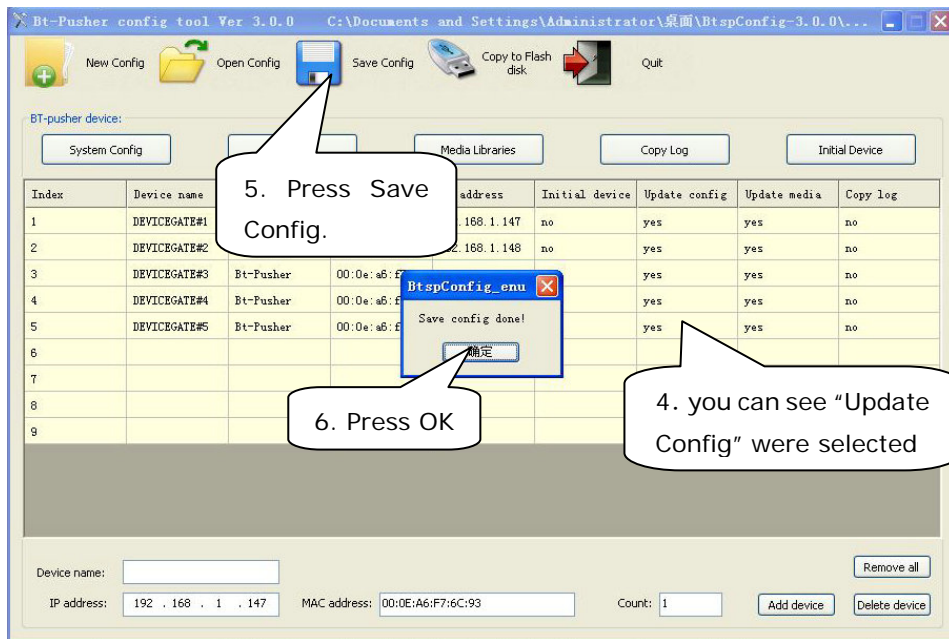 Bt-Pusher config tool Ver 3.0.0 C:\Documents and Settings\Administrator\桌面\BtspConfig-3.0.0\...
New Config Open Config Save Config Copy to Flash disk Quit
BT-pusher device:
System Config Media Libraries Copy Log Initial Device
Index Device name address Initial device Update config Update media Copy log
1 DEVICEGATE#1 .168.1.147 no yes yes no
2 DEVICEGATE#2 .168.1.148 no yes yes no
3 DEVICEGATE#3 Bt-Pusher 00:0e:a6:f yes yes no
4 DEVICEGATE#4 Bt-Pusher 00:0e:a6:f yes yes no
5 DEVICEGATE#5 Bt-Pusher 00:0e:a6:f yes yes no
6
7
8
9
5. Press Save
Config.
BtspConfig_enu
Save config done!
确定
6. Press OK
4. you can see “Update
Config” were selected
Remove all
Device name:
IP address: 192 . 168 . 1 . 147 MAC address: 00:0E:A6:F7:6C:93 Count: 1 Add device Delete device